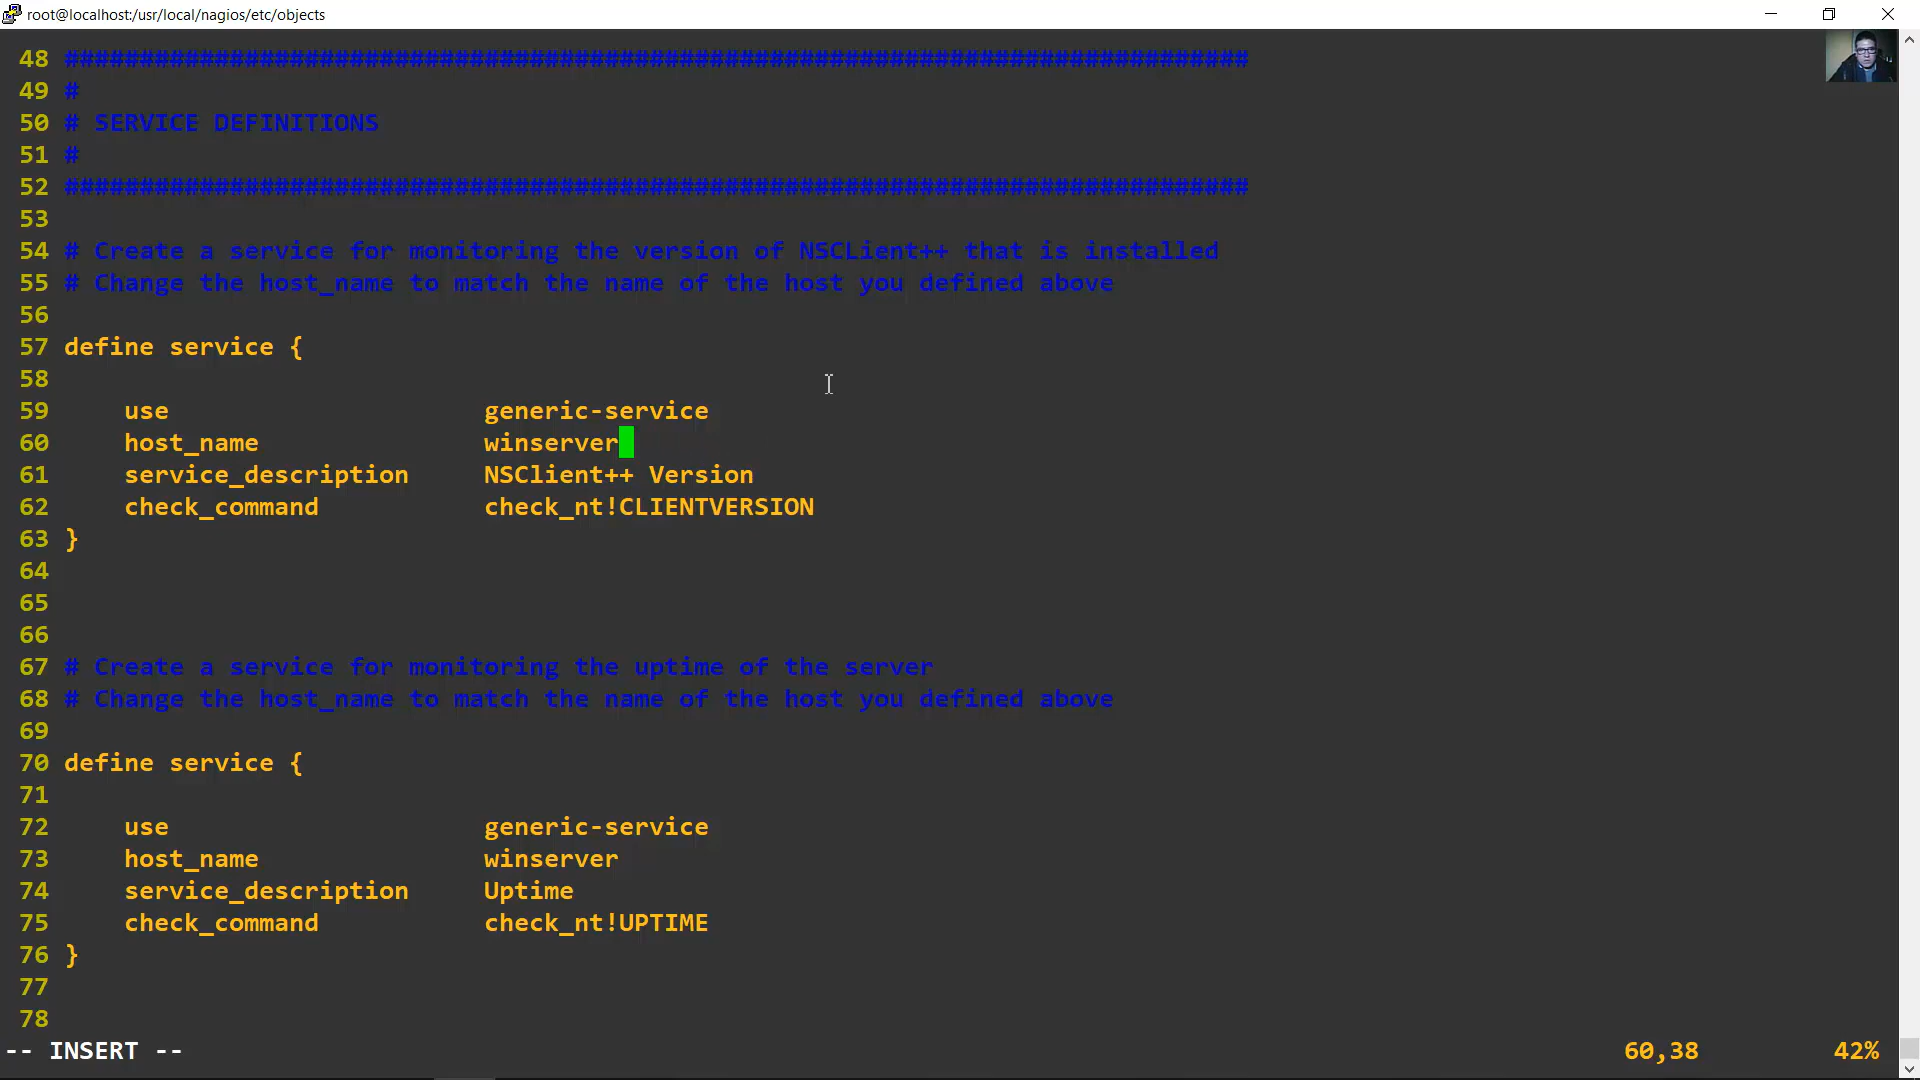 root@localhost:/usr/local/nagios/etc/objects
48 ###############################################################################
49 #
50 # SERVICE DEFINITIONS
51 #
52 ###############################################################################
53
54 # Create a service for monitoring the version of NSCLient++ that is installed
55 # Change the host_name to match the name of the host you defined above
56
57 define service {
58
59     use                     generic-service
60     host_name               winserver
61     service_description     NSClient++ Version
62     check_command           check_nt!CLIENTVERSION
63 }
64
65
66
67 # Create a service for monitoring the uptime of the server
68 # Change the host_name to match the name of the host you defined above
69
70 define service {
71
72     use                     generic-service
73     host_name               winserver
74     service_description     Uptime
75     check_command           check_nt!UPTIME
76 }
77
78
-- INSERT -- 60,38 42%